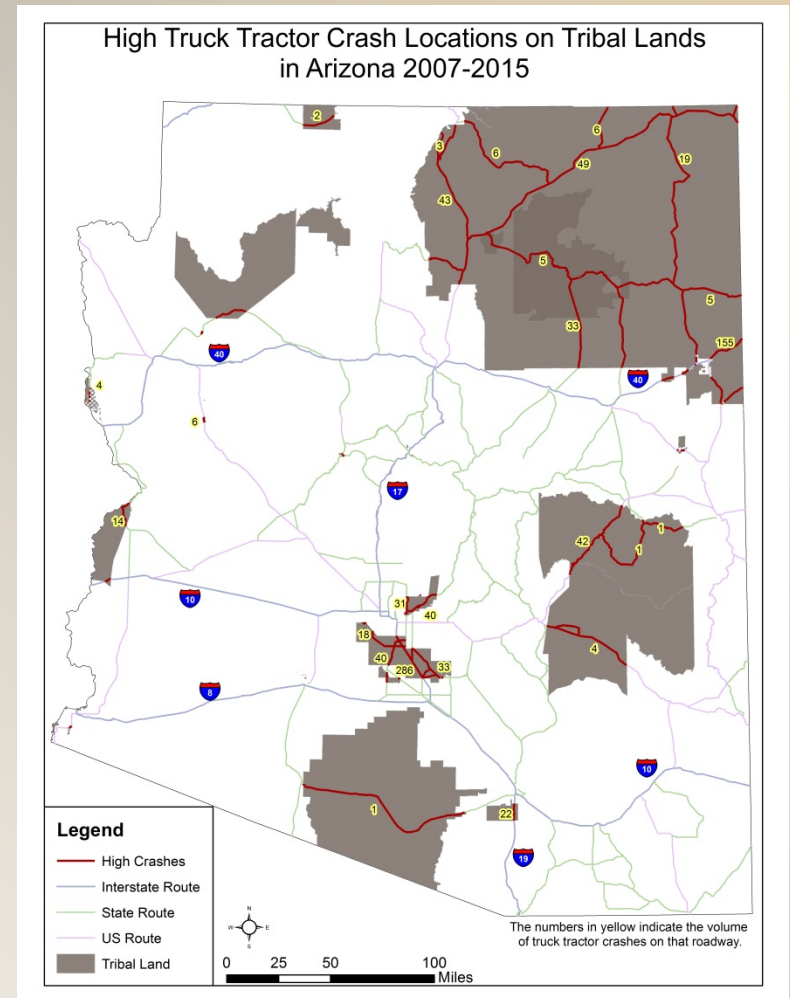 High Truck Tractor Crash Locations on Tribal Lands
in Arizona 2007-2015
2
6
3
6
49
19
43
5
5
33
155
40
40
4
6
17
14
42
1
1
10
31
40
18
40
286
33
4
8
10
1
22
19
Legend
High Crashes
Interstate Route
State Route
US Route
Tribal Land
N
W
E
S
0 25 50 100
Miles
The numbers in yellow indicate the volume
of truck tractor crashes on that roadway.